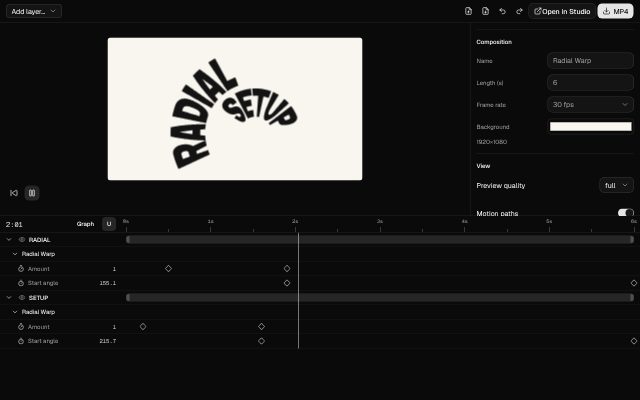 Add layer...
Open in Studio
MP4
RADIAL
SETUP
Composition
Name
Radial Warp
Length (s)
6
Frame rate
30 fps
Background
1920×1080
View
Preview quality
full
Motion paths
2:01
Graph
U
0s
1s
2s
3s
4s
5s
6s
RADIAL
Radial Warp
Amount
1
Start angle
155.1
SETUP
Radial Warp
Amount
1
Start angle
215.7